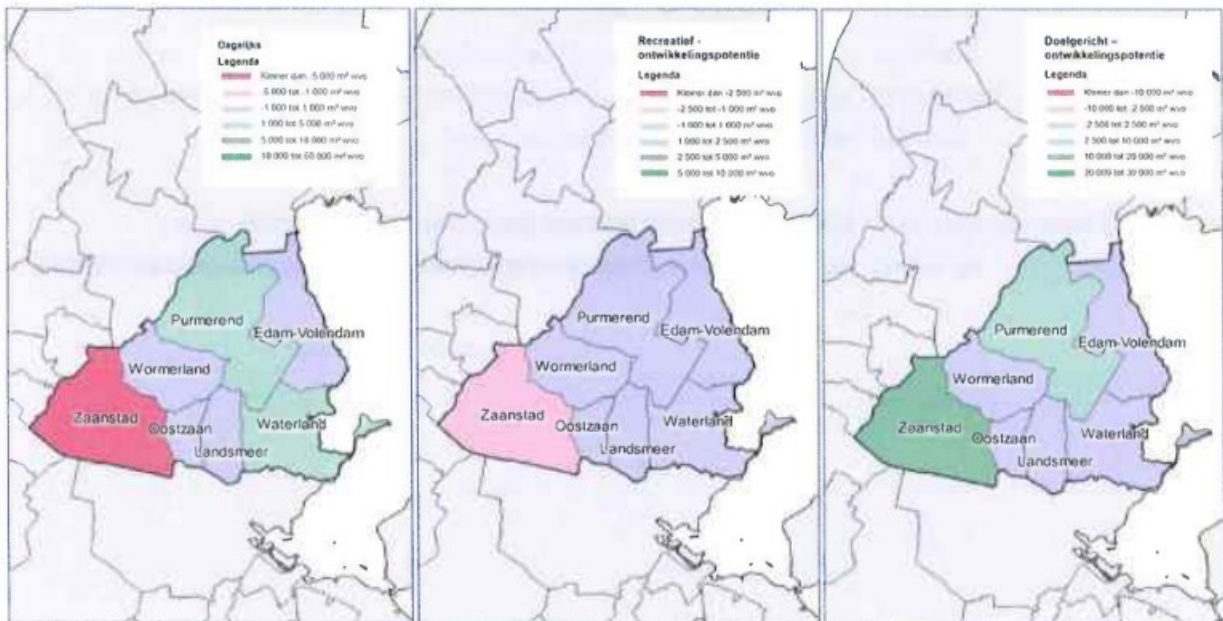 Dagelijks
Legenda
Kleiner dan -5 000 m² wvo
-5 000 tot -1 000 m² wvo
-1 000 tot 1 000 m² wvo
1 000 tot 5 000 m² wvo
5 000 tot 10 000 m² wvo
10 000 tot 50 000 m² wvo
Purmerend
Edam-Volendam
Wormerland
Zaanstad
Oostzaan
Waterland
Landsmeer
Recreatief -
ontwikkelingspotentie
Legenda
Kleiner dan -2 500 m² wvo
-2 500 tot -1 000 m² wvo
-1 000 tot 1 000 m² wvo
1 000 tot 2 500 m² wvo
2 500 tot 5 000 m² wvo
5 000 tot 10 000 m² wvo
Purmerend
Edam-Volendam
Wormerland
Zaanstad
Oostzaan
Waterland
Landsmeer
Doelgericht –
ontwikkelingspotentie
Legenda
Kleiner dan -10 000 m² wvo
-10 000 tot 2 500 m² wvo
-2 500 tot 2 500 m² wvo
2 500 tot 10 000 m² wvo
10 000 tot 20 000 m² wvo
20 000 tot 30 000 m² wvo
Purmerend
Edam-Volendam
Wormerland
Zaanstad
Oostzaan
Waterland
Landsmeer